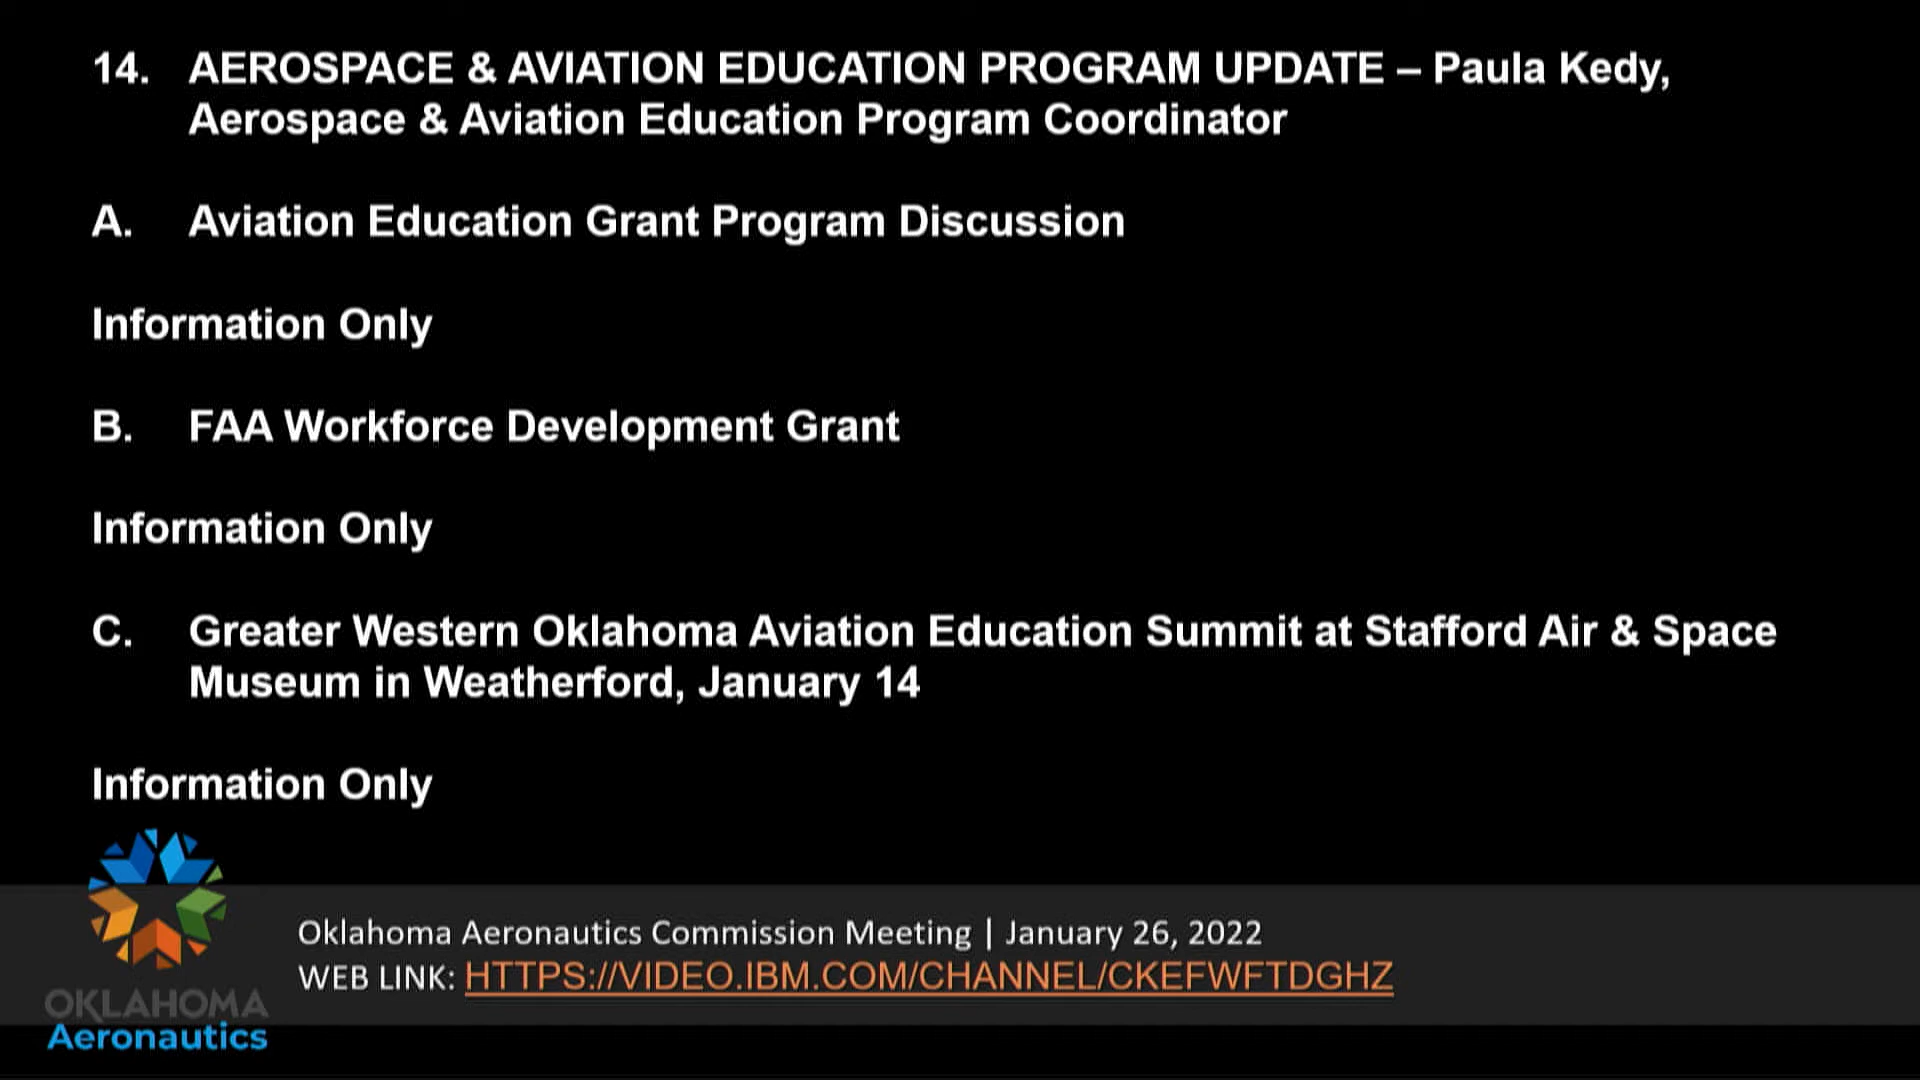 14. AEROSPACE & AVIATION EDUCATION PROGRAM UPDATE – Paula Kedy,
Aerospace & Aviation Education Program Coordinator
A. Aviation Education Grant Program Discussion
Information Only
B. FAA Workforce Development Grant
Information Only
C. Greater Western Oklahoma Aviation Education Summit at Stafford Air & Space
Museum in Weatherford, January 14
Information Only
Oklahoma Aeronautics Commission Meeting | January 26, 2022
WEB LINK: HTTPS://VIDEO.IBM.COM/CHANNEL/CKEFWFTDGHZ
OKLAHOMA
Aeronautics